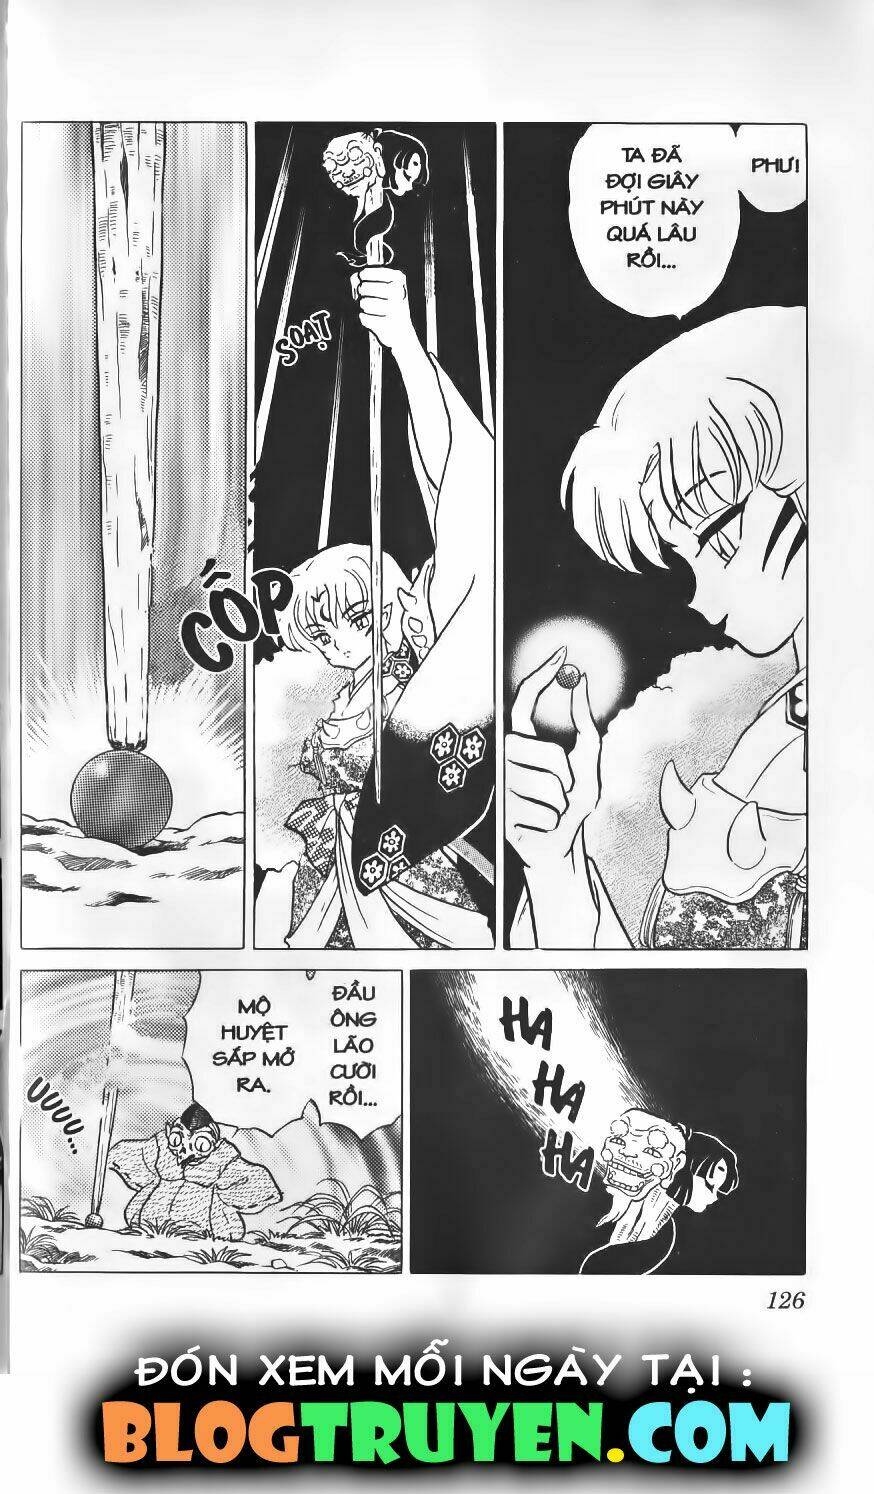 PHƯ!
TA ĐÃ
ĐỢI GIÂY
PHÚT NÀY
QUÁ LÂU
RỒI...
SOẠT
CỐP
HA
HA
HA
ĐẦU
ÔNG
LÃO
CƯỜI
RỒI...
MỘ
HUYỆT
SẮP MỞ
RA.
UUUU...
126
ĐÓN XEM MỖI NGÀY TẠI :
BLOGTRUYEN.COM